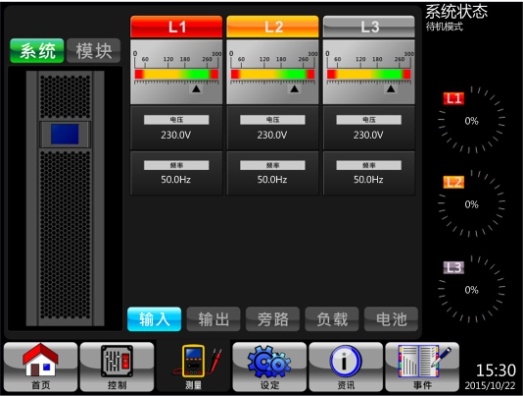 系统状态
待机模式
L1
L2
L3
系统
模块
0
60
120
180
260
300
0
60
120
180
260
300
0
60
120
180
260
300
电压
230.0V
电压
230.0V
电压
230.0V
频率
50.0Hz
频率
50.0Hz
频率
50.0Hz
L1
0%
L2
0%
L3
0%
输入
输出
旁路
负载
电池
首页
控制
测量
设定
资讯
事件
15:30
2015/10/22